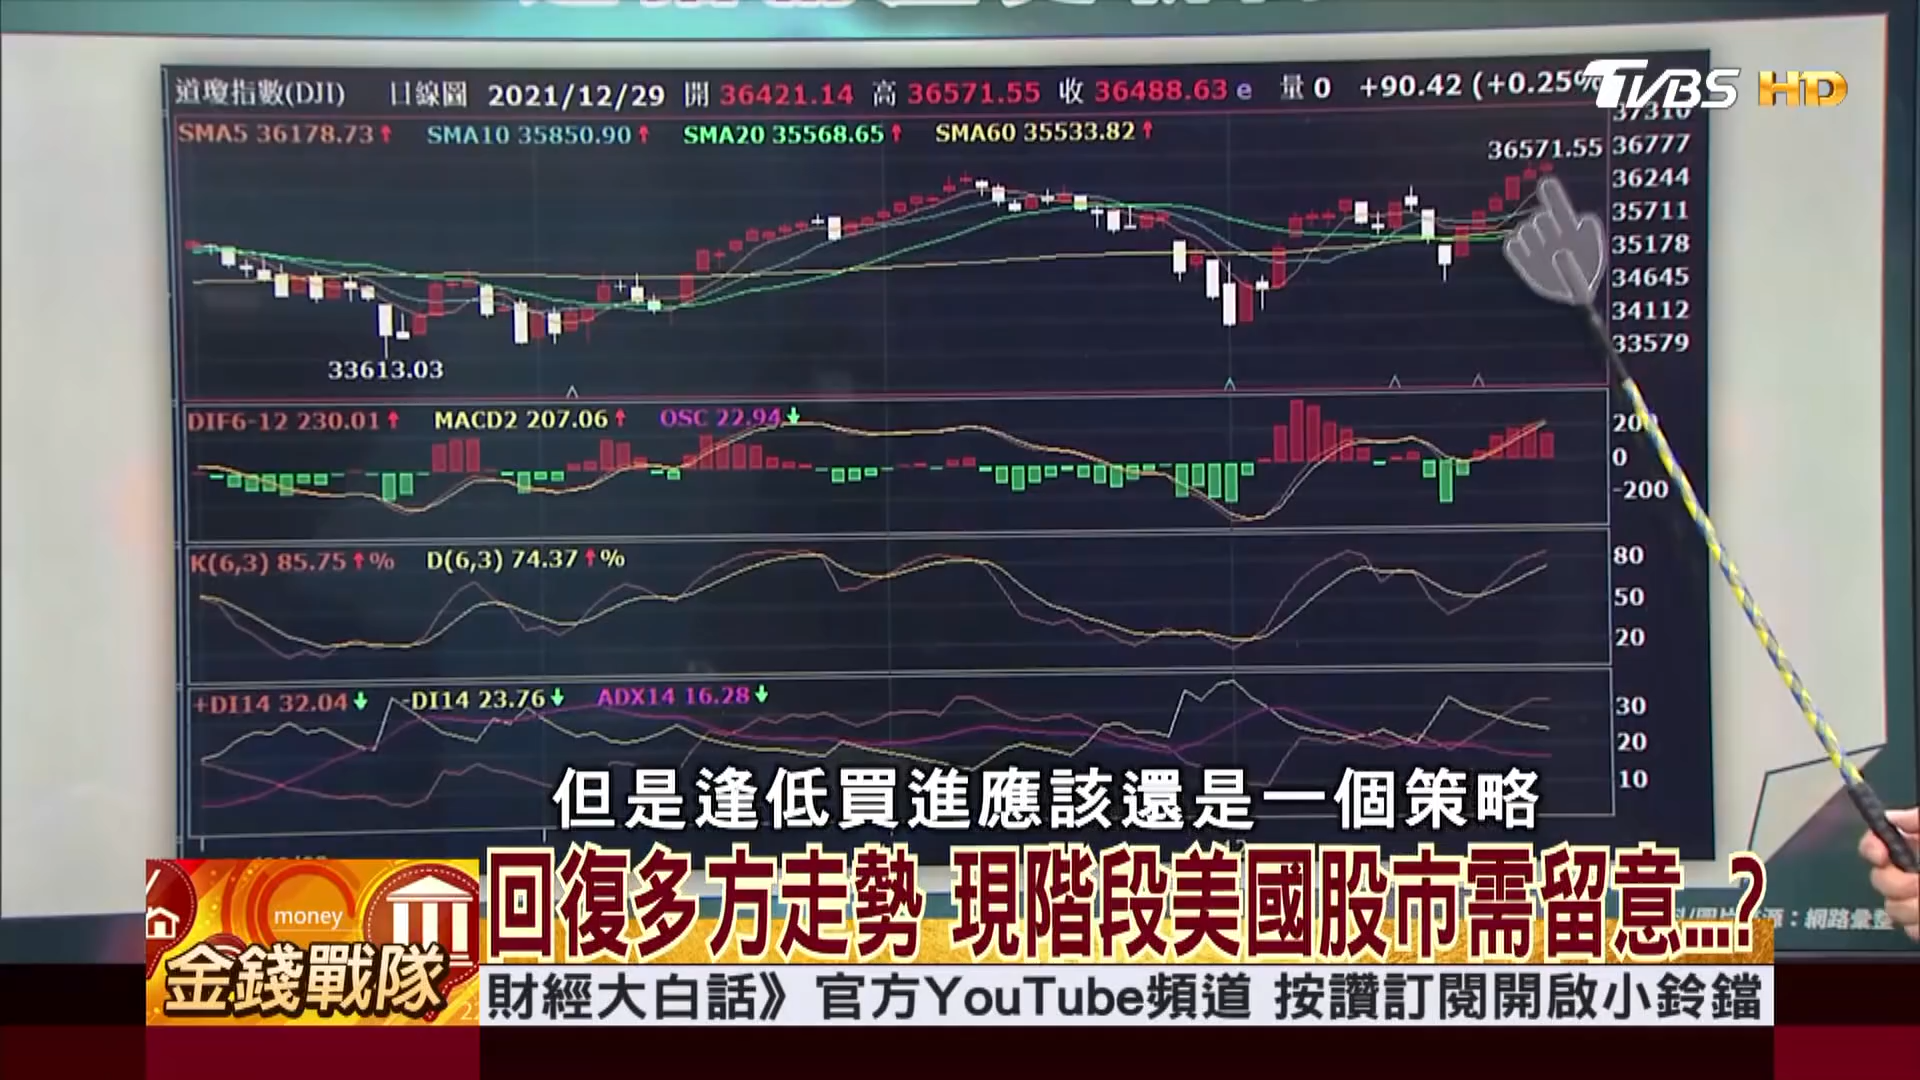 TVBS HD
道瓊指數(DJI) 日線圖 2021/12/29 開 36421.14 高 36571.55 收 36488.63 e 量 0 +90.42 (+0.25%
SMA5 36178.73↑ SMA10 35850.90↑ SMA20 35568.65↑ SMA60 35533.82↑
37310
36571.55
36777
36244
35711
35178
34645
34112
33579
33613.03
DIF6-12 230.01↑ MACD2 207.06↑ OSC 22.94↓
200
0
-200
K(6,3) 85.75↑% D(6,3) 74.37↑%
80
50
20
+DI14 32.04↓ -DI14 23.76↓ ADX14 16.28↓
30
20
10
但是逢低買進應該還是一個策略
回復多方走勢 現階段美國股市需留意...?
源：網路彙整
money
金錢戰隊
財經大白話》官方YouTube頻道 按讚訂閱開啟小鈴鐺